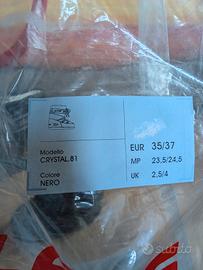 Modello
CRYSTAL.81
Colore
NERO
EUR 35/37
MP 23,5/24,5
UK 2,5/4
subito